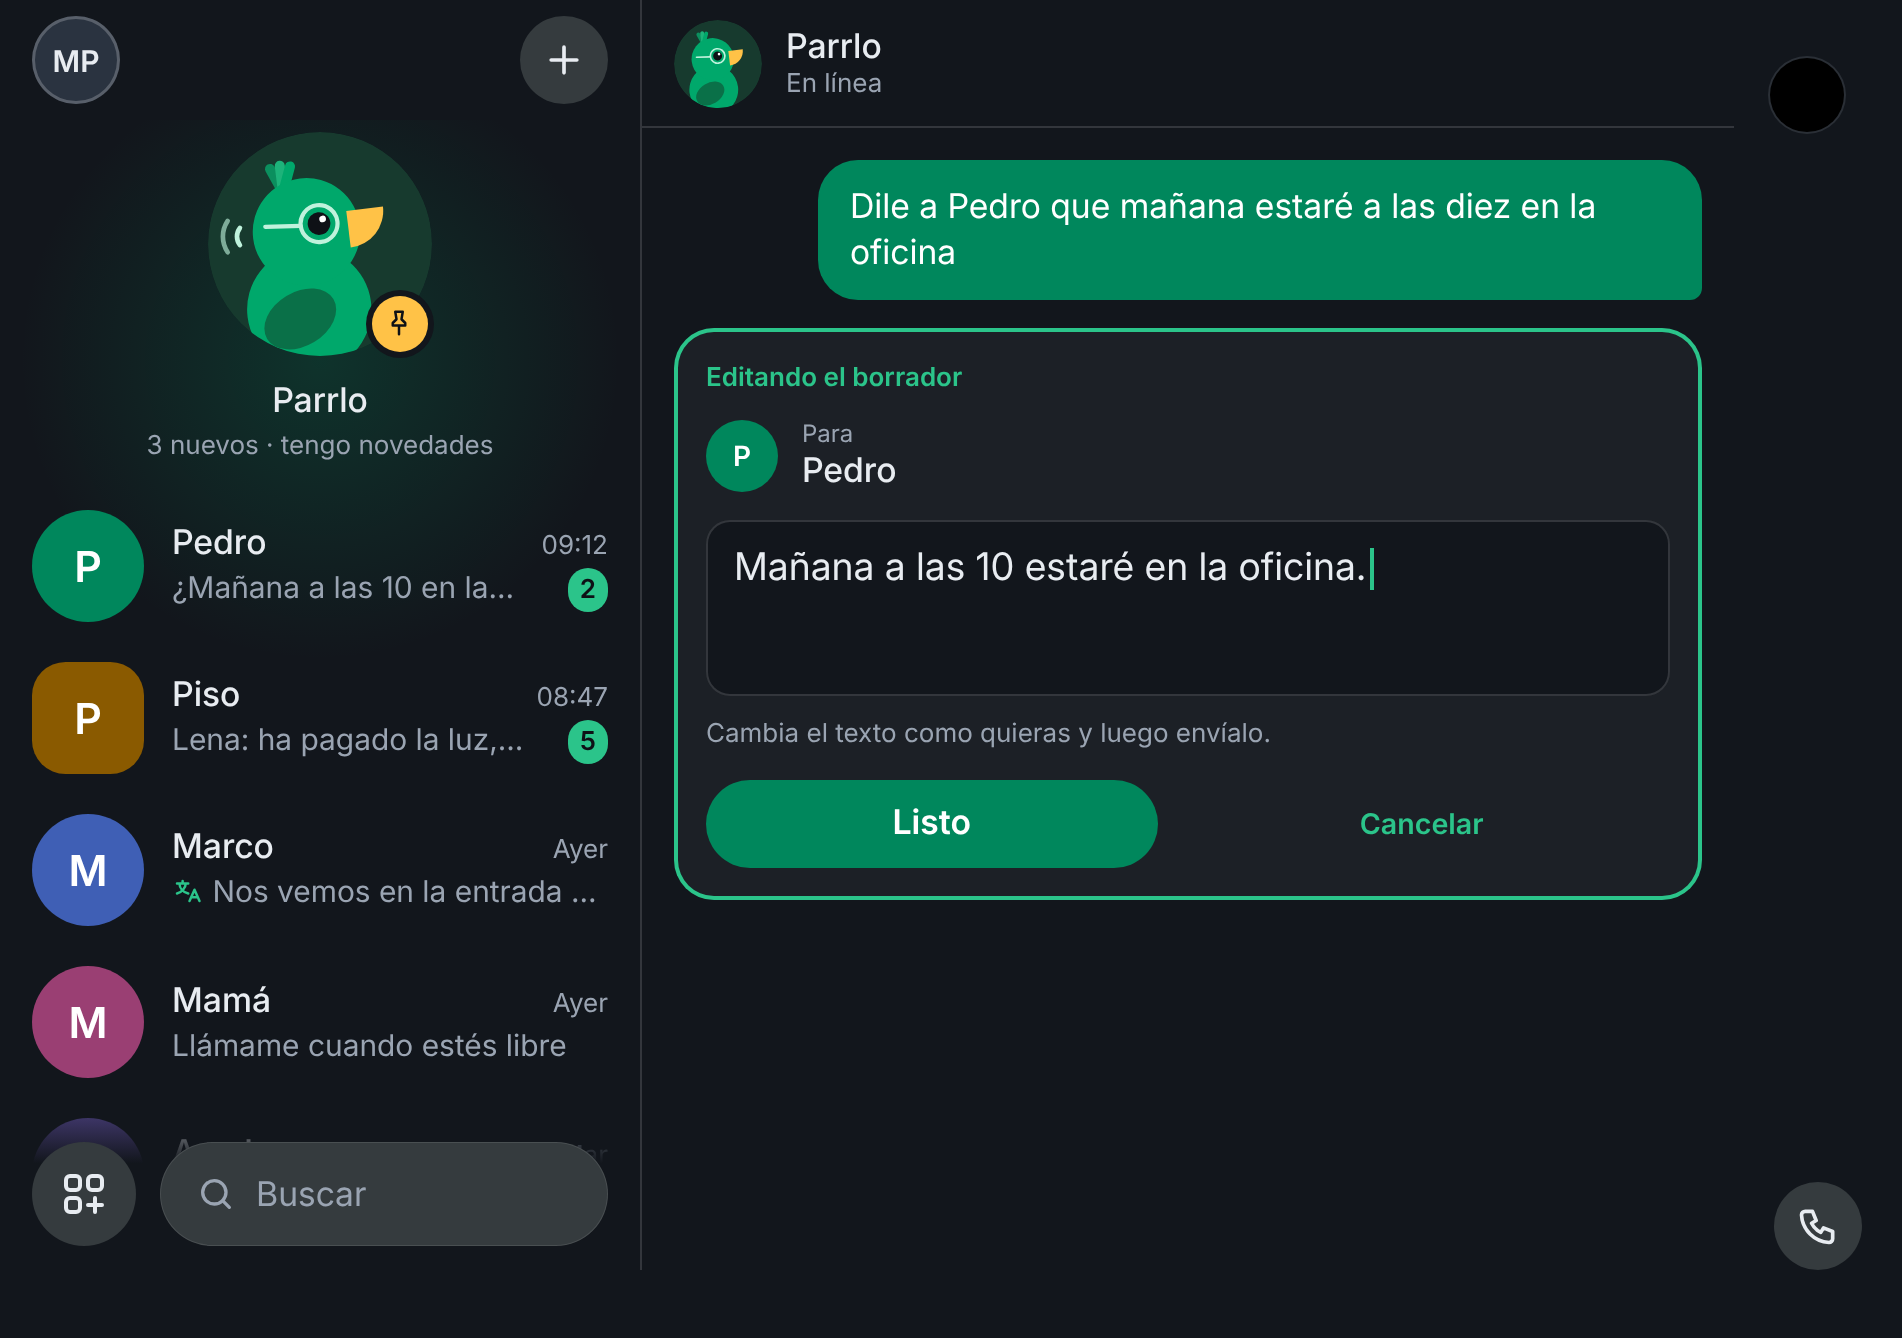 MP
Parrlo
3 nuevos · tengo novedades
P
Pedro
09:12
¿Mañana a las 10 en la...
2
P
Piso
08:47
Lena: ha pagado la luz,...
5
M
Marco
Ayer
Nos vemos en la entrada ...
M
Mamá
Ayer
Llámame cuando estés libre
Buscar
Parrlo
En línea
Dile a Pedro que mañana estaré a las diez en la
oficina
Editando el borrador
P
Para
Pedro
Mañana a las 10 estaré en la oficina.
Cambia el texto como quieras y luego envíalo.
Listo
Cancelar